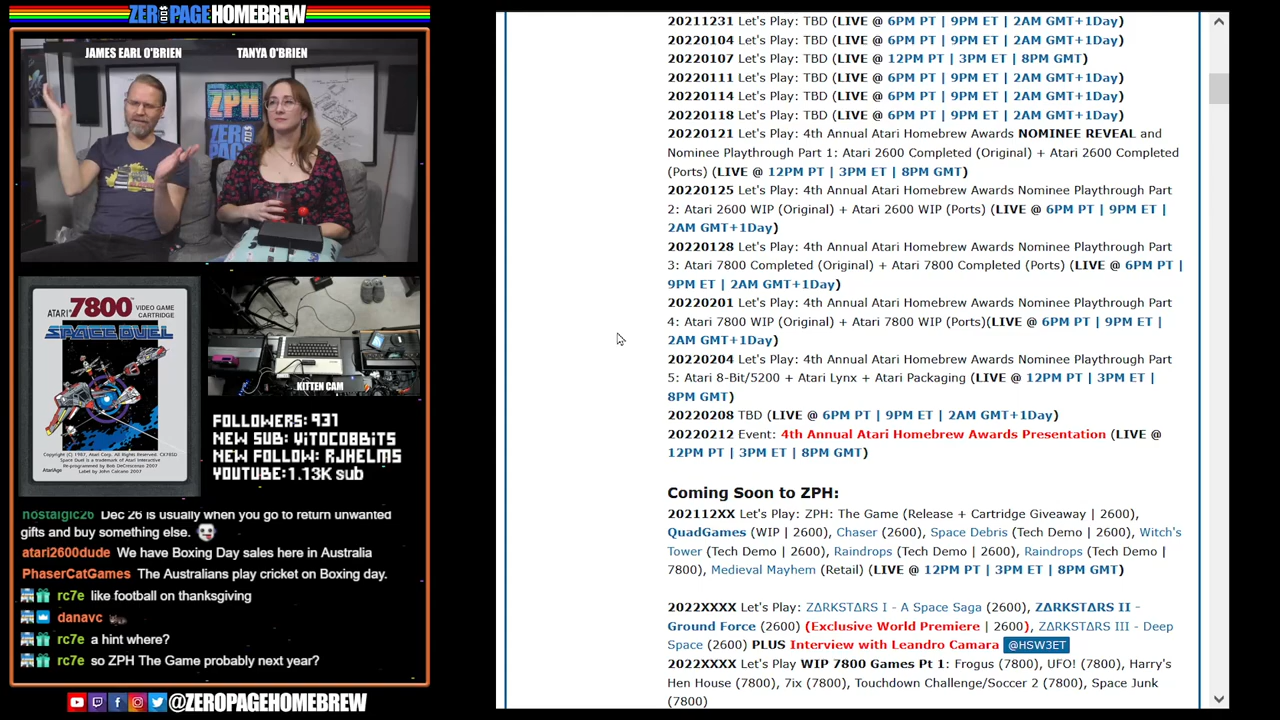 ZERO PAGE HOMEBREW
JAMES EARL O'BRIEN
TANYA O'BRIEN
ZPH
ZERO
PAGE
ATARI 7800™ VIDEO GAME CARTRIDGE
SPACE DUEL
KITTEN CAM
FOLLOWERS: 931
NEW SUB: VITOCOBBITS
NEW FOLLOW: RJHELMS
YOUTUBE: 1.13K SUB
nostalgic26 Dec 26 is usually when you go to return unwanted
gifts and buy something else.
atari2600dude We have Boxing Day sales here in Australia
PhaserCatGames The Australians play cricket on Boxing day.
rc7e like football on thanksgiving
danavc
rc7e a hint where?
rc7e so ZPH The Game probably next year?
@ZEROPAGEHOMEBREW
20211231 Let's Play: TBD (LIVE @ 6PM PT | 9PM ET | 2AM GMT+1Day)
20220104 Let's Play: TBD (LIVE @ 6PM PT | 9PM ET | 2AM GMT+1Day)
20220107 Let's Play: TBD (LIVE @ 12PM PT | 3PM ET | 8PM GMT)
20220111 Let's Play: TBD (LIVE @ 6PM PT | 9PM ET | 2AM GMT+1Day)
20220114 Let's Play: TBD (LIVE @ 6PM PT | 9PM ET | 2AM GMT+1Day)
20220118 Let's Play: TBD (LIVE @ 6PM PT | 9PM ET | 2AM GMT+1Day)
20220121 Let's Play: 4th Annual Atari Homebrew Awards NOMINEE REVEAL and
Nominee Playthrough Part 1: Atari 2600 Completed (Original) + Atari 2600 Completed
(Ports) (LIVE @ 12PM PT | 3PM ET | 8PM GMT)
20220125 Let's Play: 4th Annual Atari Homebrew Awards Nominee Playthrough Part
2: Atari 2600 WIP (Original) + Atari 2600 WIP (Ports) (LIVE @ 6PM PT | 9PM ET |
2AM GMT+1Day)
20220128 Let's Play: 4th Annual Atari Homebrew Awards Nominee Playthrough Part
3: Atari 7800 Completed (Original) + Atari 7800 Completed (Ports) (LIVE @ 6PM PT |
9PM ET | 2AM GMT+1Day)
20220201 Let's Play: 4th Annual Atari Homebrew Awards Nominee Playthrough Part
4: Atari 7800 WIP (Original) + Atari 7800 WIP (Ports)(LIVE @ 6PM PT | 9PM ET |
2AM GMT+1Day)
20220204 Let's Play: 4th Annual Atari Homebrew Awards Nominee Playthrough Part
5: Atari 8-Bit/5200 + Atari Lynx + Atari Packaging (LIVE @ 12PM PT | 3PM ET |
8PM GMT)
20220208 TBD (LIVE @ 6PM PT | 9PM ET | 2AM GMT+1Day)
20220212 Event: 4th Annual Atari Homebrew Awards Presentation (LIVE @
12PM PT | 3PM ET | 8PM GMT)
Coming Soon to ZPH:
202112XX Let's Play: ZPH: The Game (Release + Cartridge Giveaway | 2600),
QuadGames (WIP | 2600), Chaser (2600), Space Debris (Tech Demo | 2600), Witch's
Tower (Tech Demo | 2600), Raindrops (Tech Demo | 2600), Raindrops (Tech Demo |
7800), Medieval Mayhem (Retail) (LIVE @ 12PM PT | 3PM ET | 8PM GMT)
2022XXXX Let's Play: Z∆RKST∆RS I - A Space Saga (2600), Z∆RKST∆RS II -
Ground Force (2600) (Exclusive World Premiere | 2600), Z∆RKST∆RS III - Deep
Space (2600) PLUS Interview with Leandro Camara @HSW3ET
2022XXXX Let's Play WIP 7800 Games Pt 1: Frogus (7800), UFO! (7800), Harry's
Hen House (7800), 7ix (7800), Touchdown Challenge/Soccer 2 (7800), Space Junk
(7800)